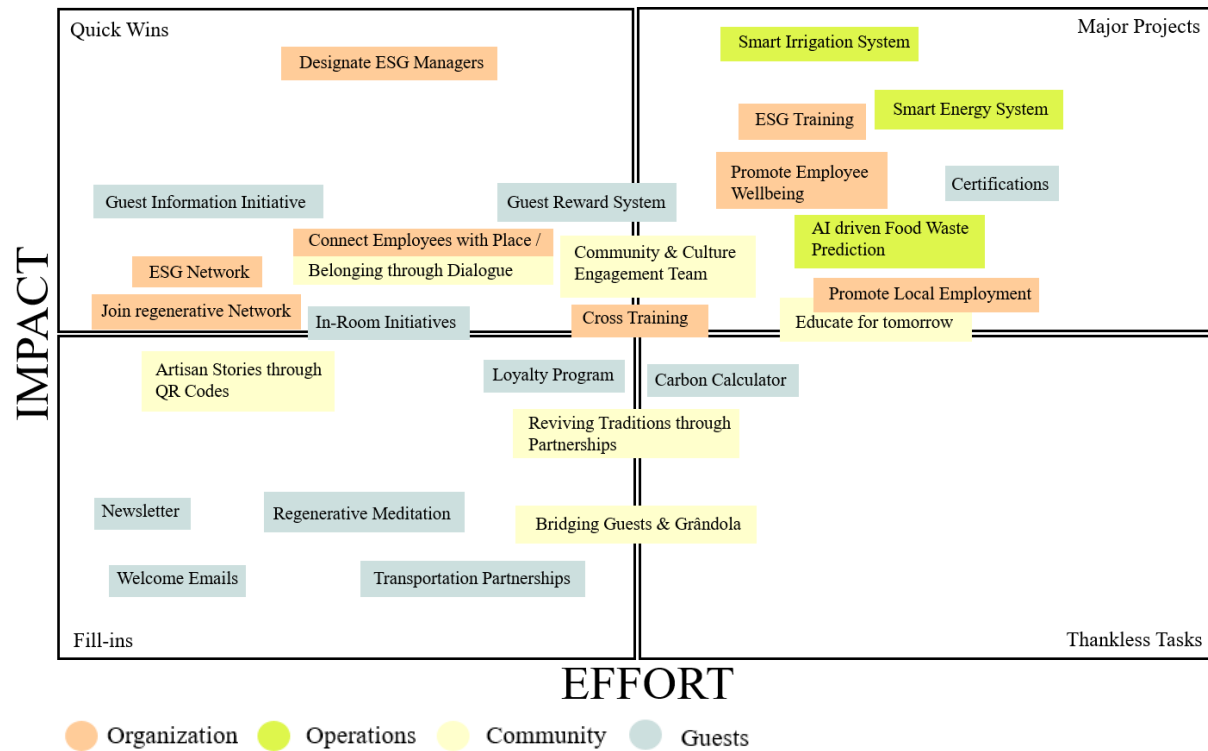 Quick Wins
Major Projects
Designate ESG Managers
Smart Irrigation System
Smart Energy System
ESG Training
Promote Employee
Wellbeing
Certifications
Guest Information Initiative
Guest Reward System
AI driven Food Waste
Prediction
Connect Employees with Place /
Belonging through Dialogue
Community & Culture
Engagement Team
ESG Network
Promote Local Employment
Join regenerative Network
In-Room Initiatives
Cross Training
Educate for tomorrow
IMPACT
Artisan Stories through
QR Codes
Loyalty Program
Carbon Calculator
Reviving Traditions through
Partnerships
Newsletter
Regenerative Meditation
Bridging Guests & Grândola
Welcome Emails
Transportation Partnerships
Fill-ins
Thankless Tasks
EFFORT
Organization
Operations
Community
Guests